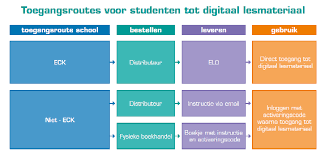 Toegangsroutes voor studenten tot digitaal lesmateriaal
toegangsroute school
bestellen
leveren
gebruik
ECK
Distributeur
ELO
Direct toegang tot
digitaal lesmateriaal
Niet - ECK
Distributeur
Instructie via email
Fysieke boekhandel
Boekje met instructie
en activeringscode
Inloggen met
activeringscode
waarna toegang tot
digitaal lesmateriaal